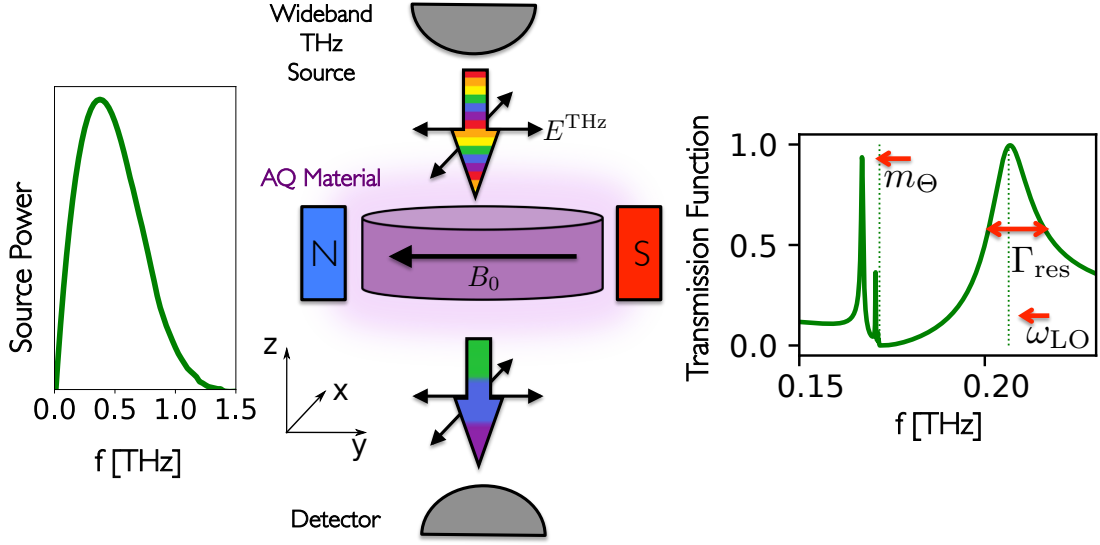 Wideband
THz
Source
E^THz
AQ Material
N
S
B_0
z
x
y
Detector
Source Power
0.0 0.5 1.0 1.5
f [THz]
Transmission Function
1.0
0.5
0.0
m_Θ
Γ_res
ω_LO
0.15 0.20
f [THz]